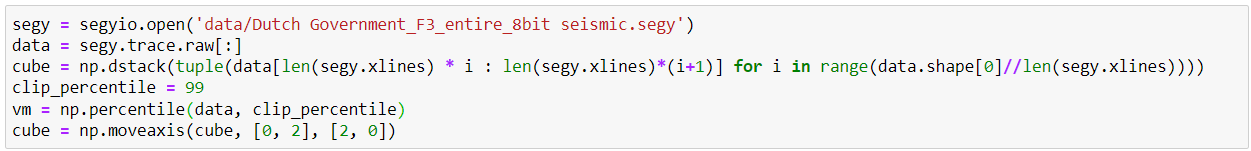 segy = segyio.open('data/Dutch Government_F3_entire_8bit seismic.segy')
data = segy.trace.raw[:]
cube = np.dstack(tuple(data[len(segy.xlines) * i : len(segy.xlines)*(i+1)] for i in range(data.shape[0]//len(segy.xlines))))
clip_percentile = 99
vm = np.percentile(data, clip_percentile)
cube = np.moveaxis(cube, [0, 2], [2, 0])